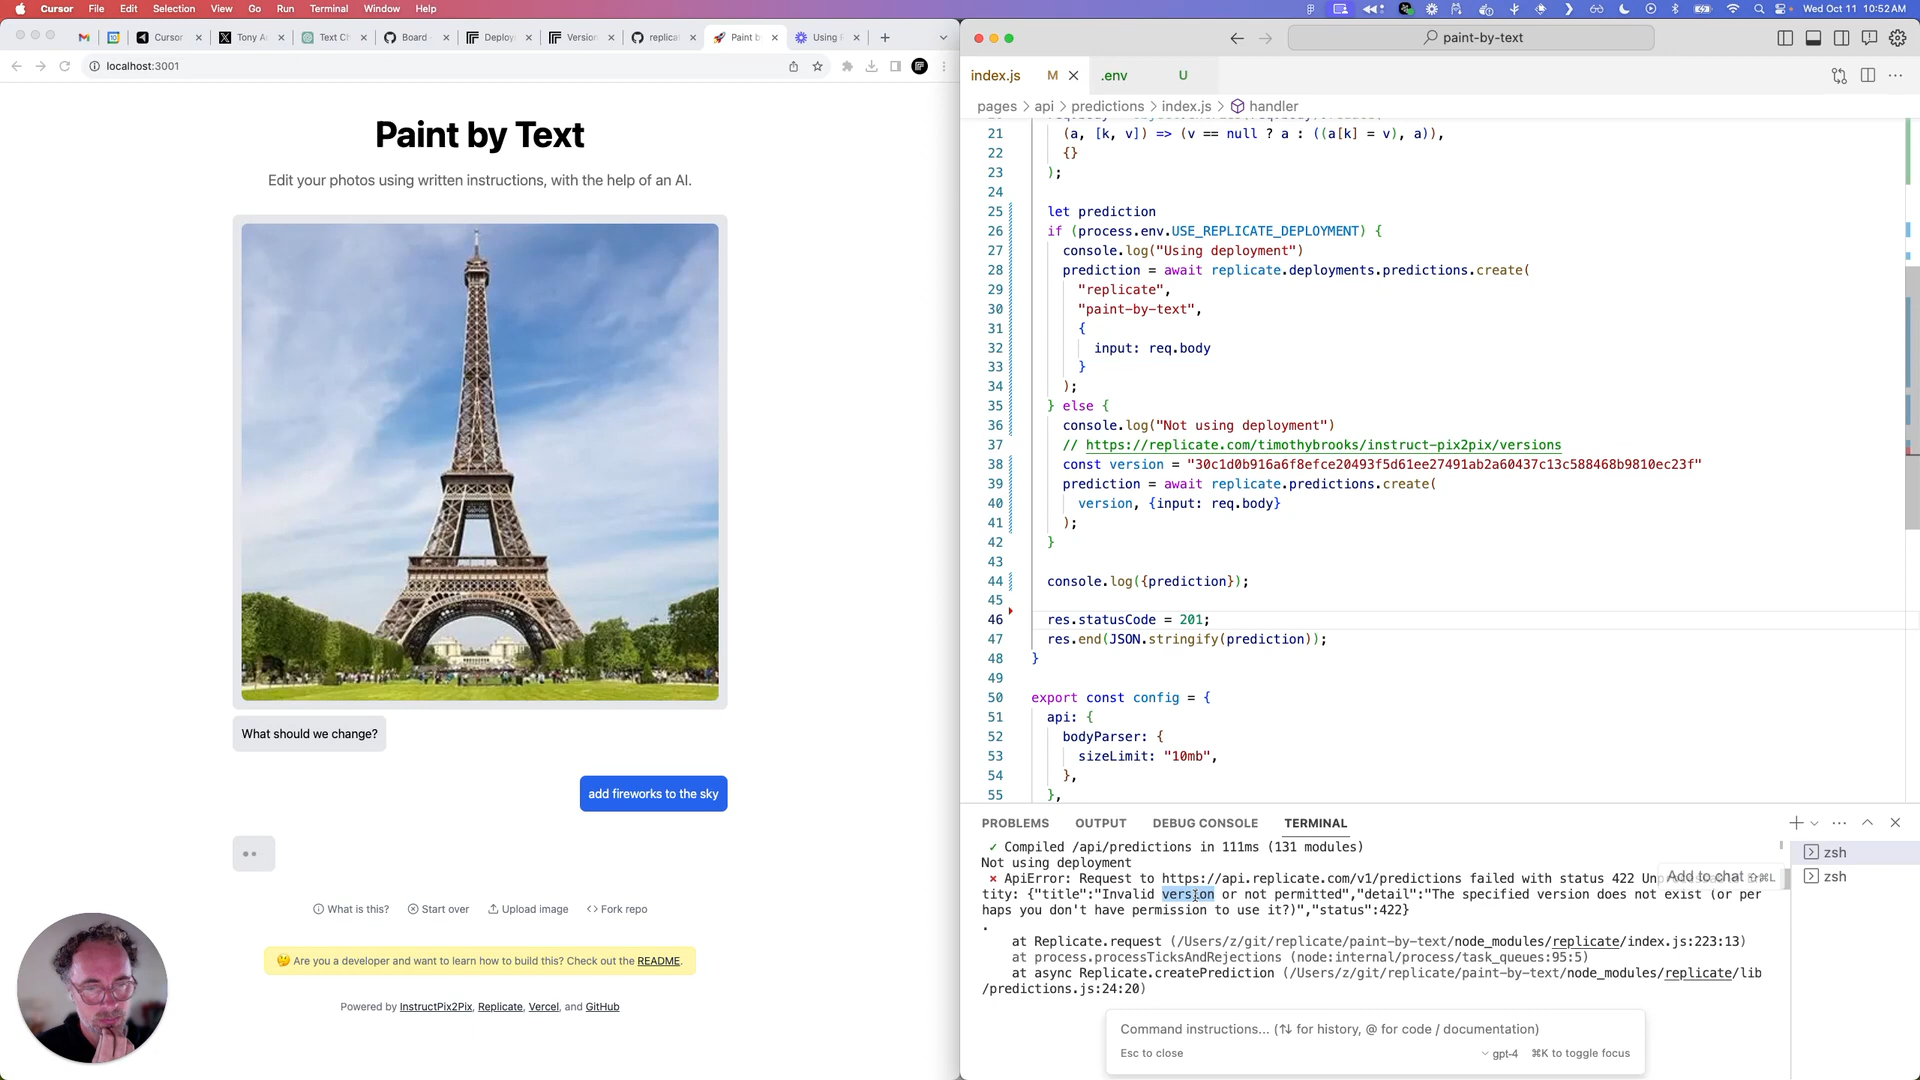 Cursor File Edit Selection View Go Run Terminal Window Help
Wed Oct 11 10:52 AM
Cursor Tony A Text Ch Board Deploy Version replicat Paint b Using
localhost:3001
Paint by Text
Edit your photos using written instructions, with the help of an AI.
What should we change?
add fireworks to the sky
What is this? Start over Upload image Fork repo
Are you a developer and want to learn how to build this? Check out the README.
Powered by InstructPix2Pix, Replicate, Vercel, and GitHub
paint-by-text
index.js M .env U
pages > api > predictions > index.js > handler
21 (a, [k, v]) => (v == null ? a : ((a[k] = v), a)),
22 {}
23 );
24
25 let prediction
26 if (process.env.USE_REPLICATE_DEPLOYMENT) {
27 console.log("Using deployment")
28 prediction = await replicate.deployments.predictions.create(
29 "replicate",
30 "paint-by-text",
31 {
32 input: req.body
33 }
34 );
35 } else {
36 console.log("Not using deployment")
37 // https://replicate.com/timothybrooks/instruct-pix2pix/versions
38 const version = "30c1d0b916a6f8efce20493f5d61ee27491ab2a60437c13c588468b9810ec23f"
39 prediction = await replicate.predictions.create(
40 version, {input: req.body}
41 );
42 }
43
44 console.log({prediction});
45
46 res.statusCode = 201;
47 res.end(JSON.stringify(prediction));
48 }
49
50 export const config = {
51 api: {
52 bodyParser: {
53 sizeLimit: "10mb",
54 },
55 },
PROBLEMS OUTPUT DEBUG CONSOLE TERMINAL
✓ Compiled /api/predictions in 111ms (131 modules)
Not using deployment
⨯ ApiError: Request to https://api.replicate.com/v1/predictions failed with status 422 Un
Add to chat ⌘L
tity: {"title":"Invalid version or not permitted","detail":"The specified version does not exist (or per
haps you don't have permission to use it?)","status":422}
.
at Replicate.request (/Users/z/git/replicate/paint-by-text/node_modules/replicate/index.js:223:13)
at process.processTicksAndRejections (node:internal/process/task_queues:95:5)
at async Replicate.createPrediction (/Users/z/git/replicate/paint-by-text/node_modules/replicate/lib
/predictions.js:24:20)
zsh
zsh
Command instructions... (⇅ for history, @ for code / documentation)
Esc to close gpt-4 ⌘K to toggle focus